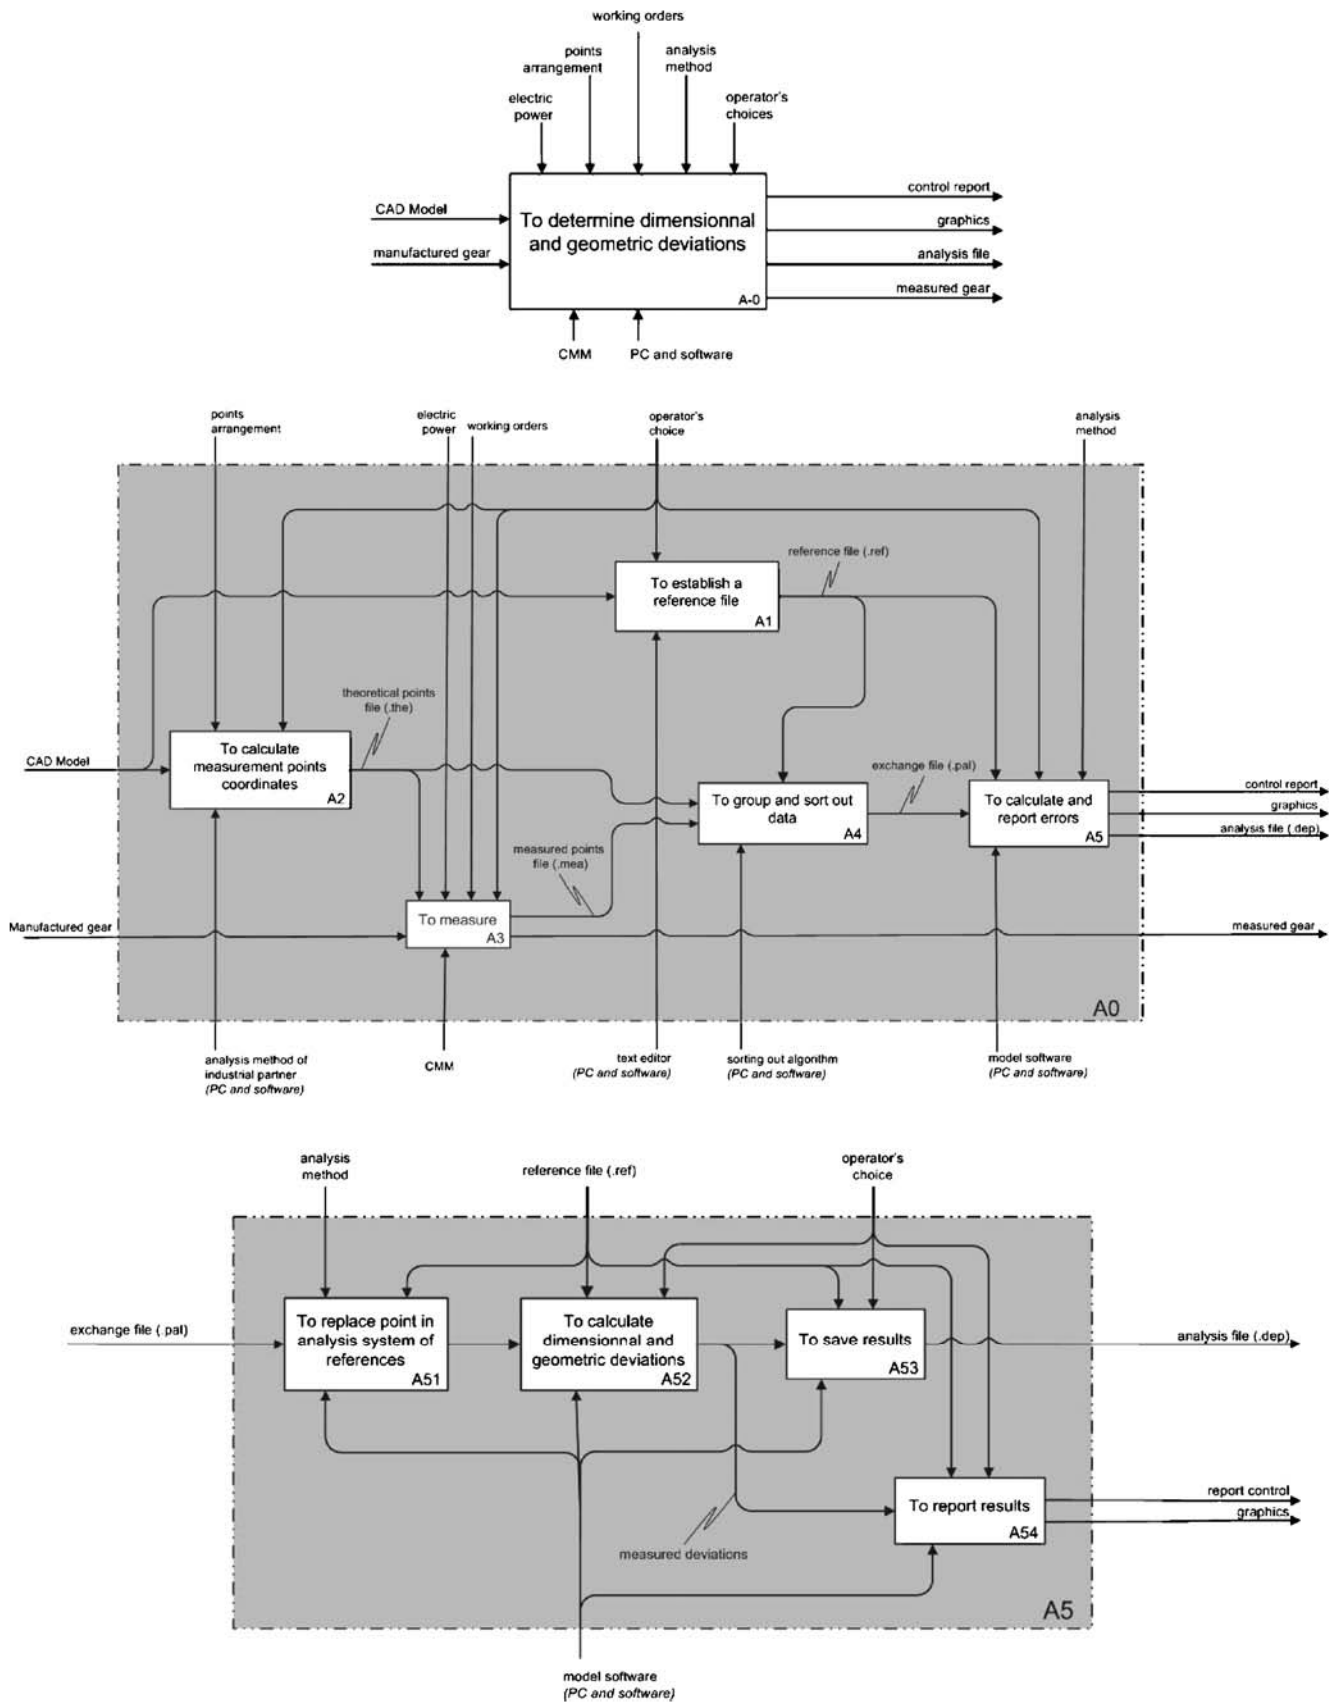 working orders
points
arrangement
analysis
method
electric
power
operator's
choices
CAD Model
manufactured gear
To determine dimensionnal
and geometric deviations
A-0
control report
graphics
analysis file
measured gear
CMM
PC and software
points
arrangement
electric
power
working orders
operator's
choice
analysis
method
reference file (.ref)
To establish a
reference file
A1
theoretical points
file (.the)
CAD Model
To calculate
measurement points
coordinates
A2
exchange file (.pal)
To group and sort out
data
A4
To calculate and
report errors
A5
control report
graphics
analysis file (.dep)
measured points
file (.mea)
To measure
A3
Manufactured gear
measured gear
A0
analysis method of
industrial partner
(PC and software)
CMM
text editor
(PC and software)
sorting out algorithm
(PC and software)
model software
(PC and software)
analysis
method
reference file (.ref)
operator's
choice
exchange file (.pal)
To replace point in
analysis system of
references
A51
To calculate
dimensionnal and
geometric deviations
A52
To save results
A53
analysis file (.dep)
To report results
A54
report control
graphics
measured deviations
A5
model software
(PC and software)